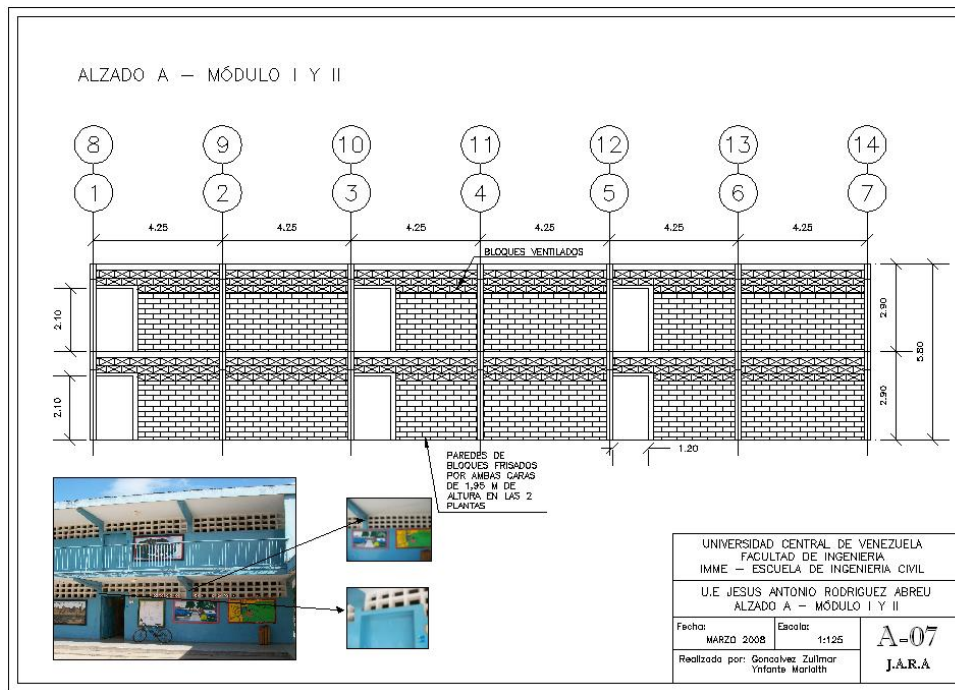 ALZADO A – MÓDULO I Y II
8 9 10 11 12 13 14
1 2 3 4 5 6 7
4.25 4.25 4.25 4.25 4.25 4.25
BLOQUES VENTILADOS
2.10
2.10
2.90
2.90
5.80
1.20
PAREDES DE
BLOQUES FRISADOS
POR AMBAS CARAS
DE 1,95 M DE
ALTURA EN LAS 2
PLANTAS
UNIVERSIDAD CENTRAL DE VENEZUELA
FACULTAD DE INGENIERIA
IMME – ESCUELA DE INGENIERIA CIVIL
U.E JESUS ANTONIO RODRIGUEZ ABREU
ALZADO A – MÓDULO I Y II
Fecha:
MARZO 2008
Escala:
1:125
Realizada por: Goncalvez Zullmar
Ynfante Marialth
A-07
J.A.R.A